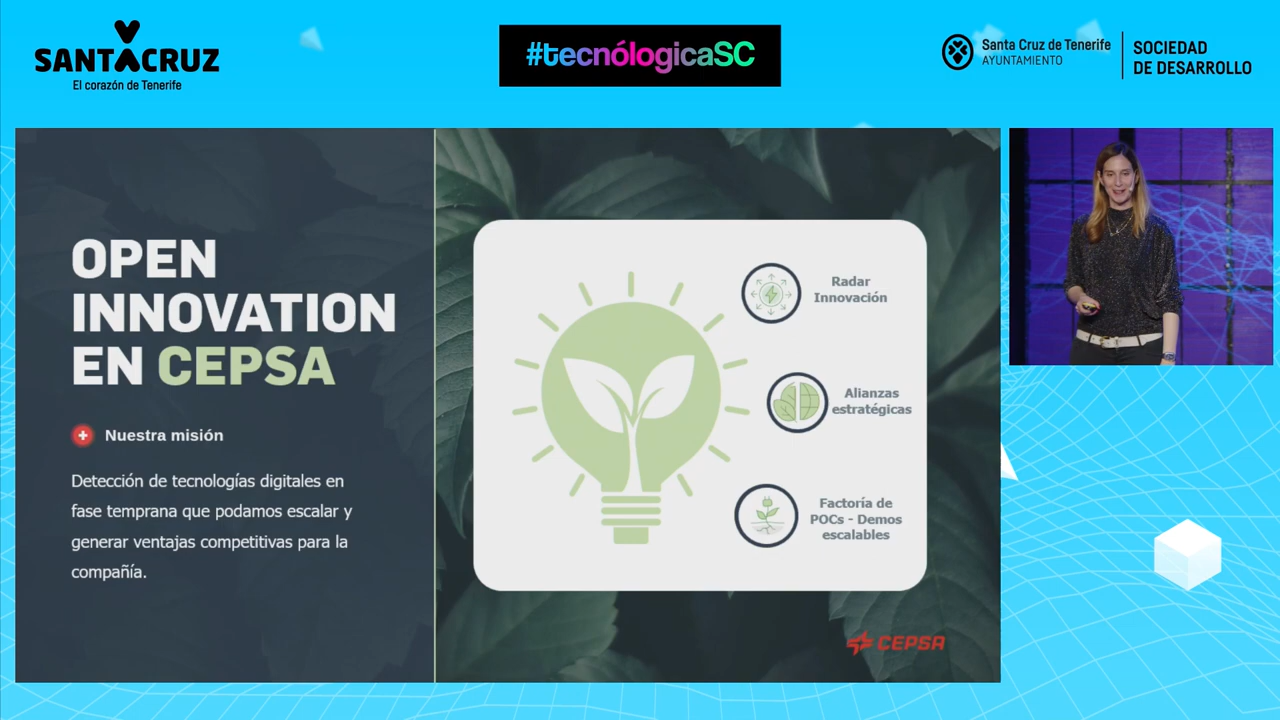 SANTACRUZ
El corazón de Tenerife
#tecnólogicaSC
Santa Cruz de Tenerife
AYUNTAMIENTO
SOCIEDAD
DE DESARROLLO
OPEN
INNOVATION
EN CEPSA
Nuestra misión
Detección de tecnologías digitales en
fase temprana que podamos escalar y
generar ventajas competitivas para la
compañía.
Radar
Innovación
Alianzas
estratégicas
Factoría de
POCs - Demos
escalables
CEPSA